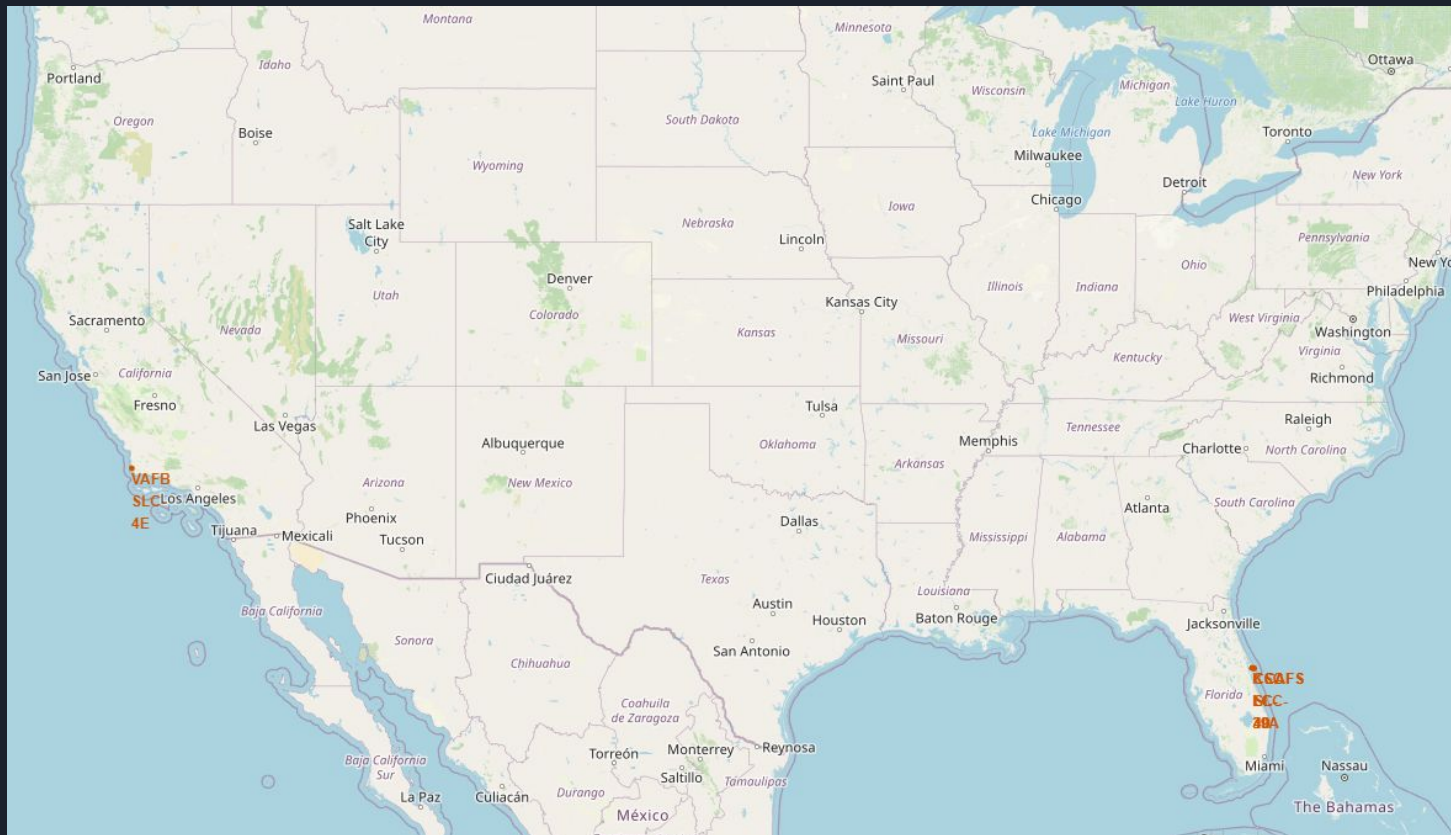 Montana
Minnesota
Ottawa
Portland
Idaho
Saint Paul
Wisconsin
Michigan
Lake Huron
Oregon
Boise
South Dakota
Lake Michigan
Toronto
Milwaukee
Wyoming
Detroit
New York
Chicago
Iowa
Nebraska
Salt Lake
City
Lincoln
Pennsylvania
Denver
Ohio
Utah
Illinois
Indiana
Philadelphia
Kansas City
Colorado
Sacramento
Nevada
Kansas
Missouri
West Virginia
Washington
Virginia
Kentucky
San Jose
California
Richmond
Fresno
Las Vegas
Tulsa
Raleigh
Tennessee
Albuquerque
Oklahoma
Memphis
Charlotte
North Carolina
Arkansas
VAFB
SLC
4E
Los Angeles
Arizona
New Mexico
South Carolina
Phoenix
Atlanta
Dallas
Tijuana
Mexicali
Tucson
Mississippi
Alabama
Ciudad Juárez
Texas
Louisiana
Austin
Baja California
Houston
Baton Rouge
Jacksonville
Sonora
San Antonio
Chihuahua
Florida
Coahuila
de Zaragoza
Torreón
Monterrey
Reynosa
Baja California
Sur
Saltillo
Tamaulipas
Miami
Nassau
La Paz
Culiacán
Durango
The Bahamas
México